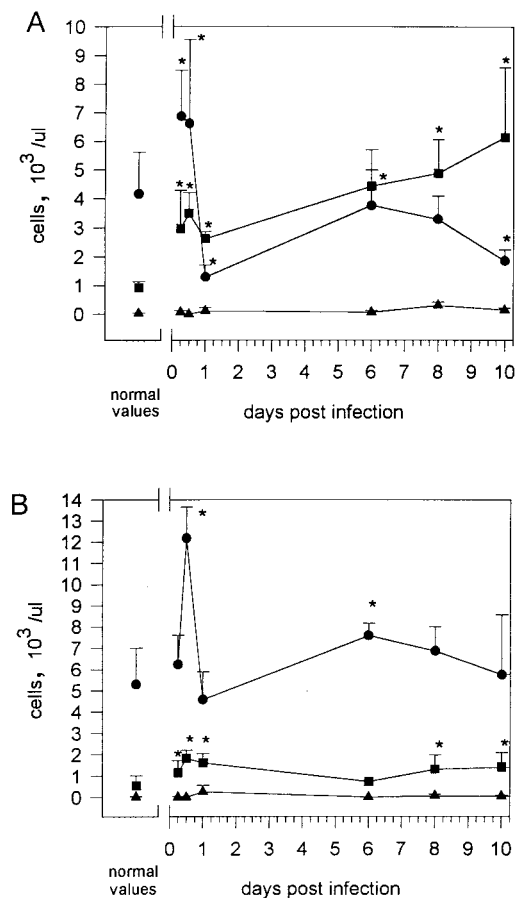 A
10
9
8
7
6
5
4
3
2
1
0
cells, 10³ /ul
* * * * * * * * * * *
normal
values
0 1 2 3 4 5 6 7 8 9 10
days post infection
B
14
13
12
11
10
9
8
7
6
5
4
3
2
1
0
cells, 10³ /ul
* * * * * * *
normal
values
0 1 2 3 4 5 6 7 8 9 10
days post infection